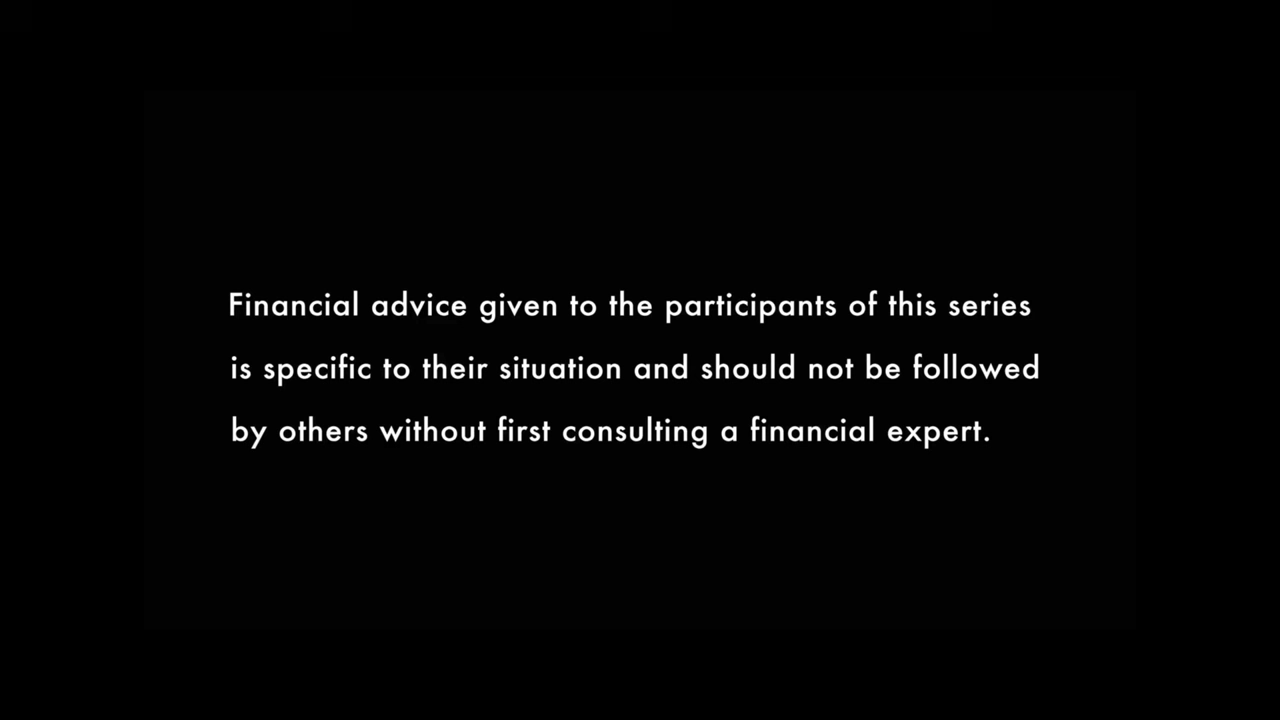 Financial advice given to the participants of this series
is specific to their situation and should not be followed
by others without first consulting a financial expert.